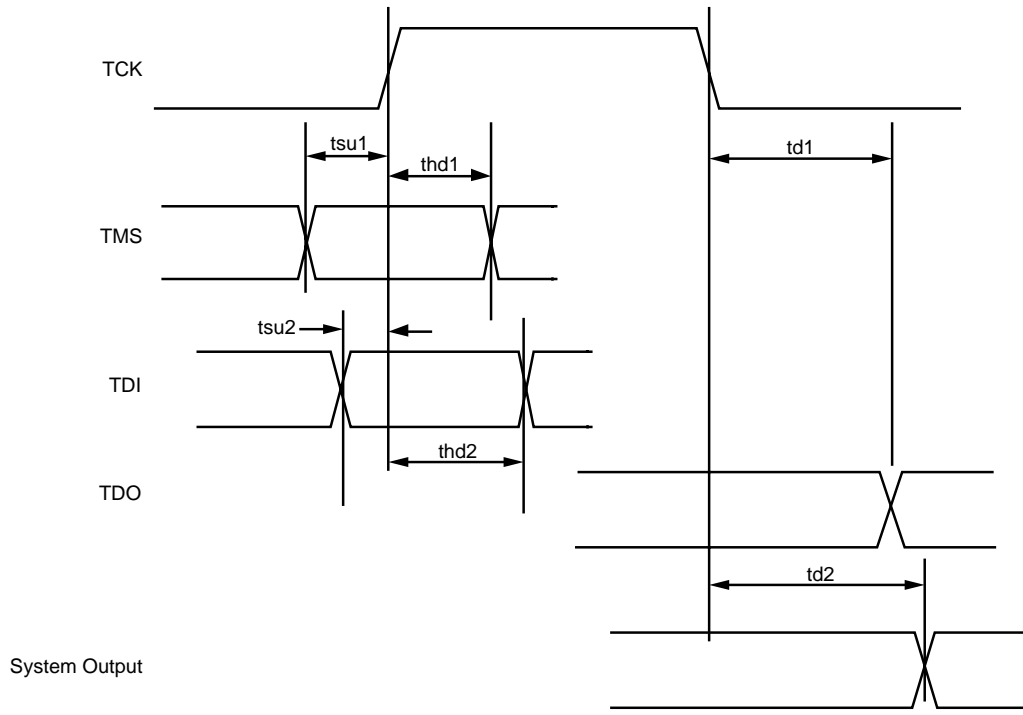 TCK
tsu1
thd1
td1
TMS
tsu2
TDI
thd2
TDO
td2
System Output